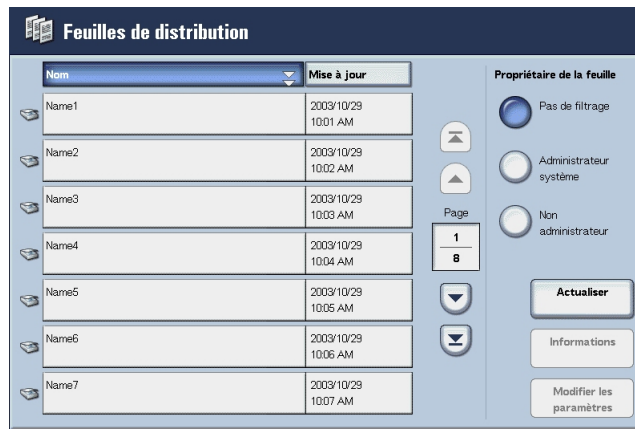 Feuilles de distribution
Nom
Mise à jour
Propriétaire de la feuille
Name1
2003/10/29
10:01 AM
Pas de filtrage
Name2
2003/10/29
10:02 AM
Administrateur
système
Name3
2003/10/29
10:03 AM
Page
Non
administrateur
1
8
Name4
2003/10/29
10:04 AM
Name5
2003/10/29
10:05 AM
Actualiser
Name6
2003/10/29
10:06 AM
Informations
Name7
2003/10/29
10:07 AM
Modifier les
paramètres